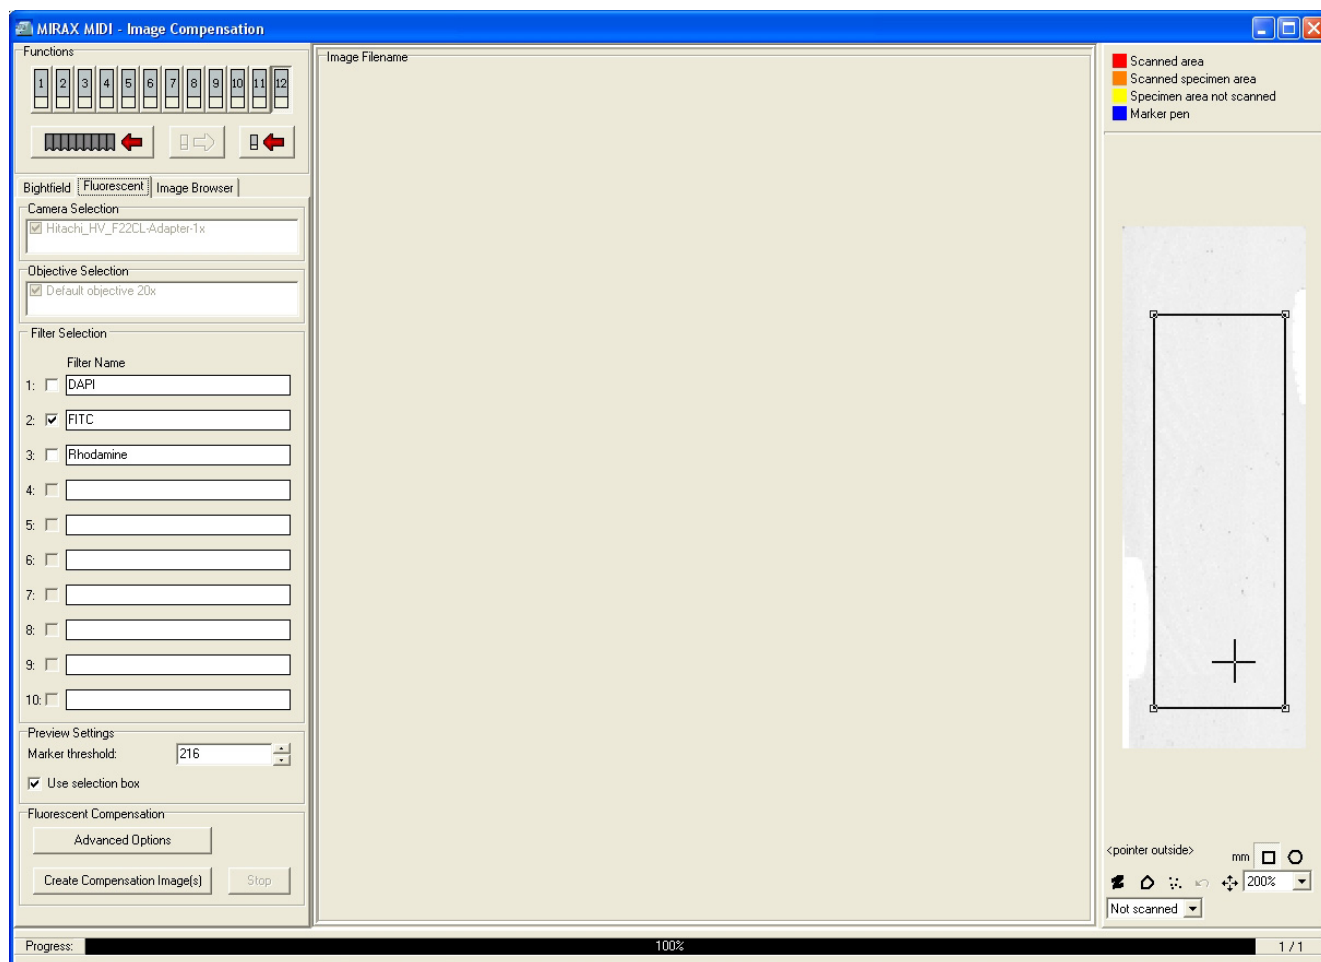 MIRAX MIDI - Image Compensation
Functions
1 2 3 4 5 6 7 8 9 10 11 12
Bightfield Fluorescent Image Browser
Camera Selection
Hitachi_HV_F22CL-Adapter-1x
Objective Selection
Default objective 20x
Filter Selection
Filter Name
1: DAPI
2: FITC
3: Rhodamine
4:
5:
6:
7:
8:
9:
10:
Preview Settings
Marker threshold: 216
Use selection box
Fluorescent Compensation
Advanced Options
Create Compensation Image(s) Stop
Image Filename
Scanned area
Scanned specimen area
Specimen area not scanned
Marker pen
<pointer outside> mm
200%
Not scanned
Progress: 100% 1 / 1